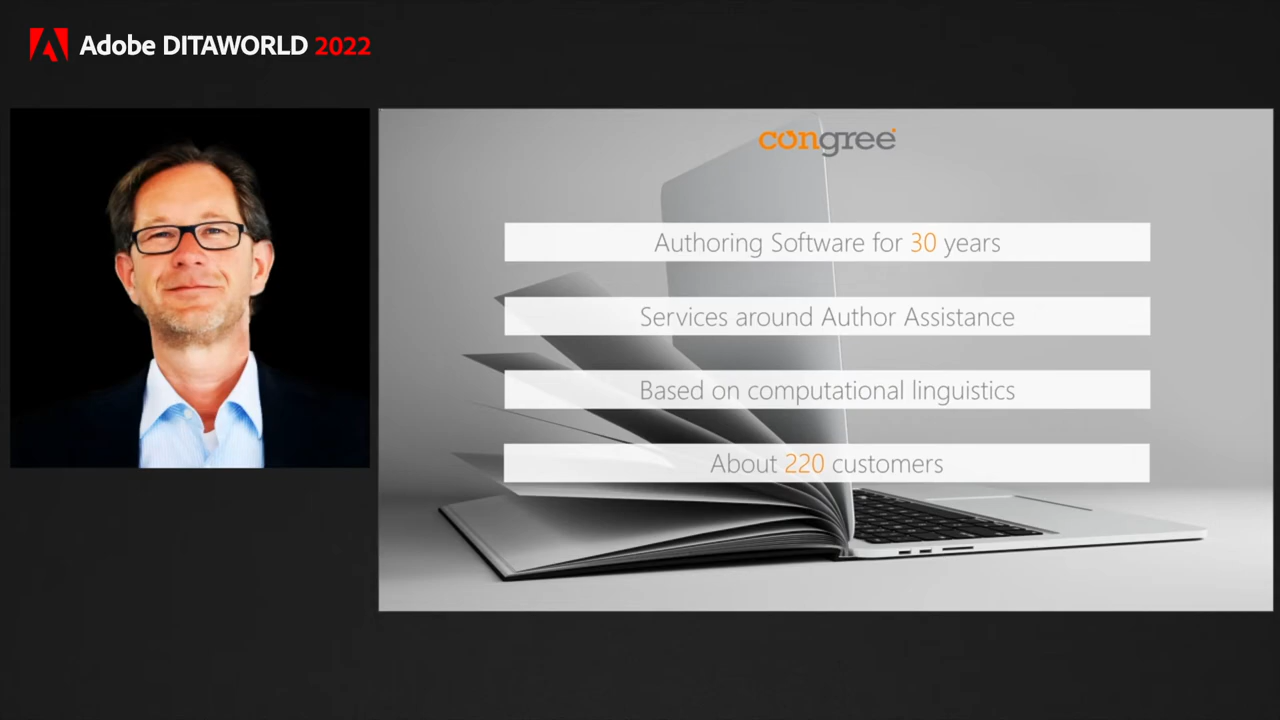 Adobe DITAWORLD 2022
congree
Authoring Software for 30 years
Services around Author Assistance
Based on computational linguistics
About 220 customers